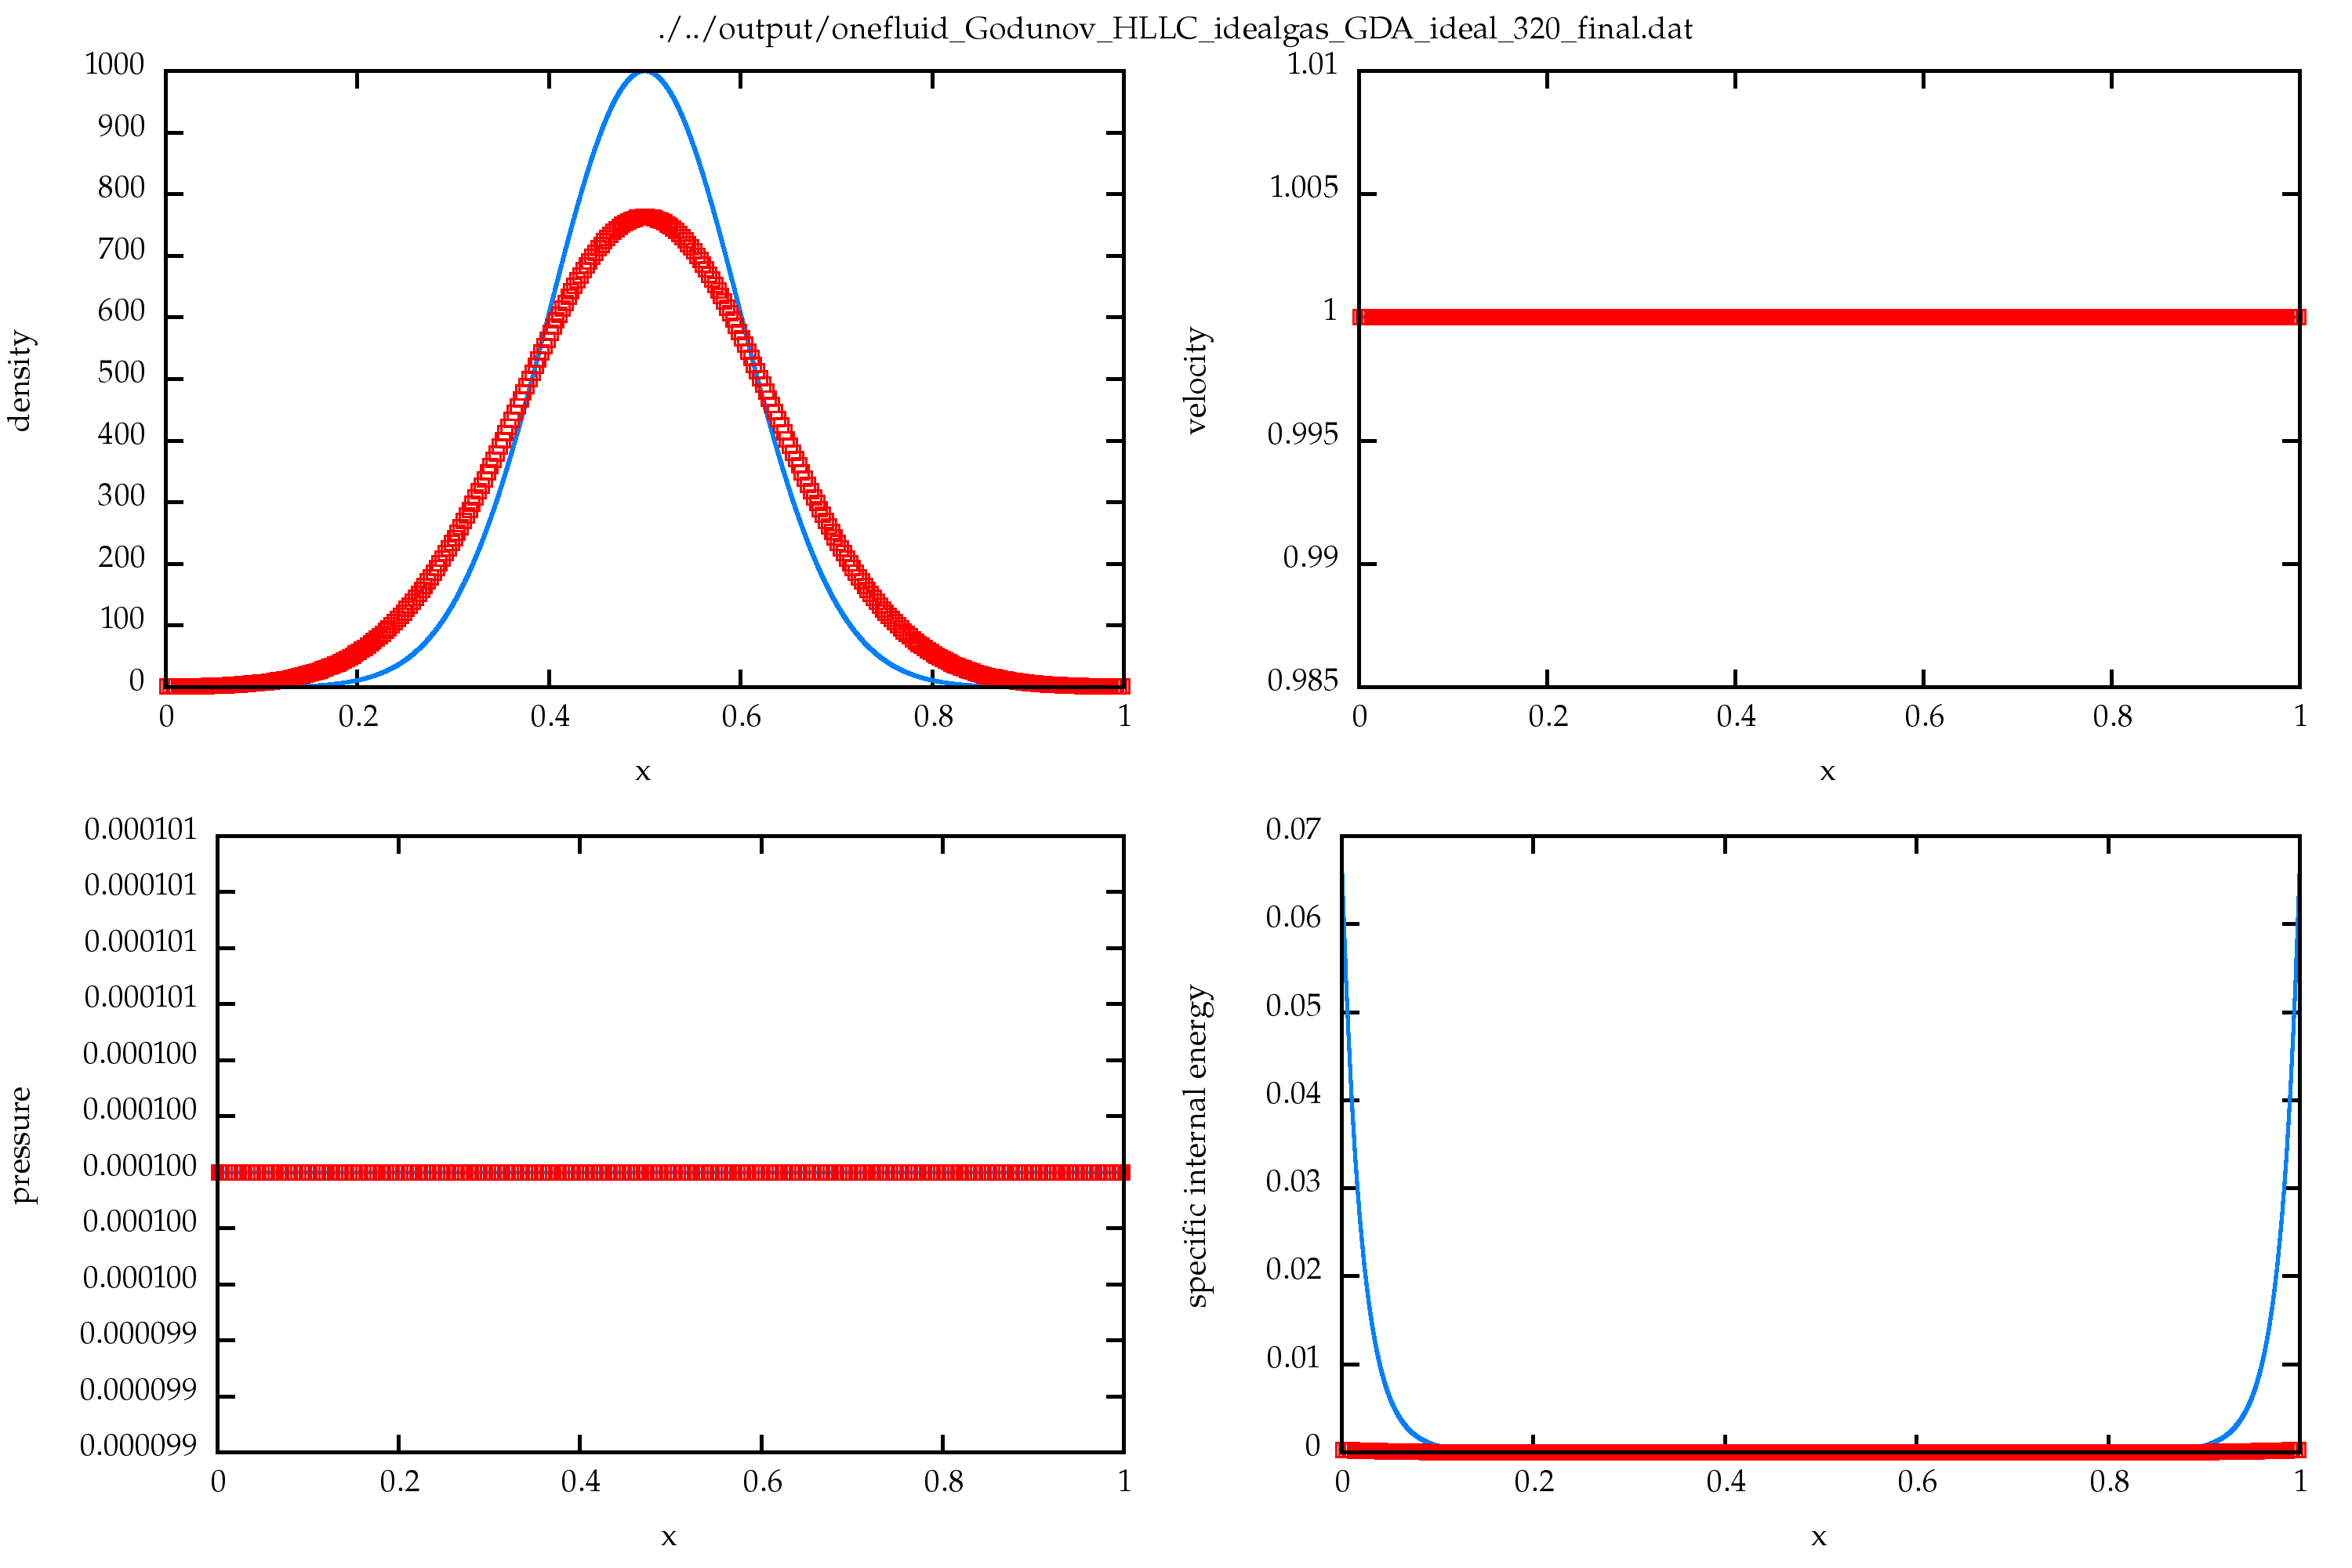 ./../output/onefluid_Godunov_HLLC_idealgas_GDA_ideal_320_final.dat
1000
900
800
700
600
500
400
300
200
100
0
density
0 0.2 0.4 0.6 0.8 1
x
1.01
1.005
1
0.995
0.99
0.985
velocity
0 0.2 0.4 0.6 0.8 1
x
0.000101
0.000101
0.000101
0.000101
0.000100
0.000100
0.000100
0.000100
0.000100
0.000099
0.000099
0.000099
pressure
0 0.2 0.4 0.6 0.8 1
x
0.07
0.06
0.05
0.04
0.03
0.02
0.01
0
specific internal energy
0 0.2 0.4 0.6 0.8 1
x